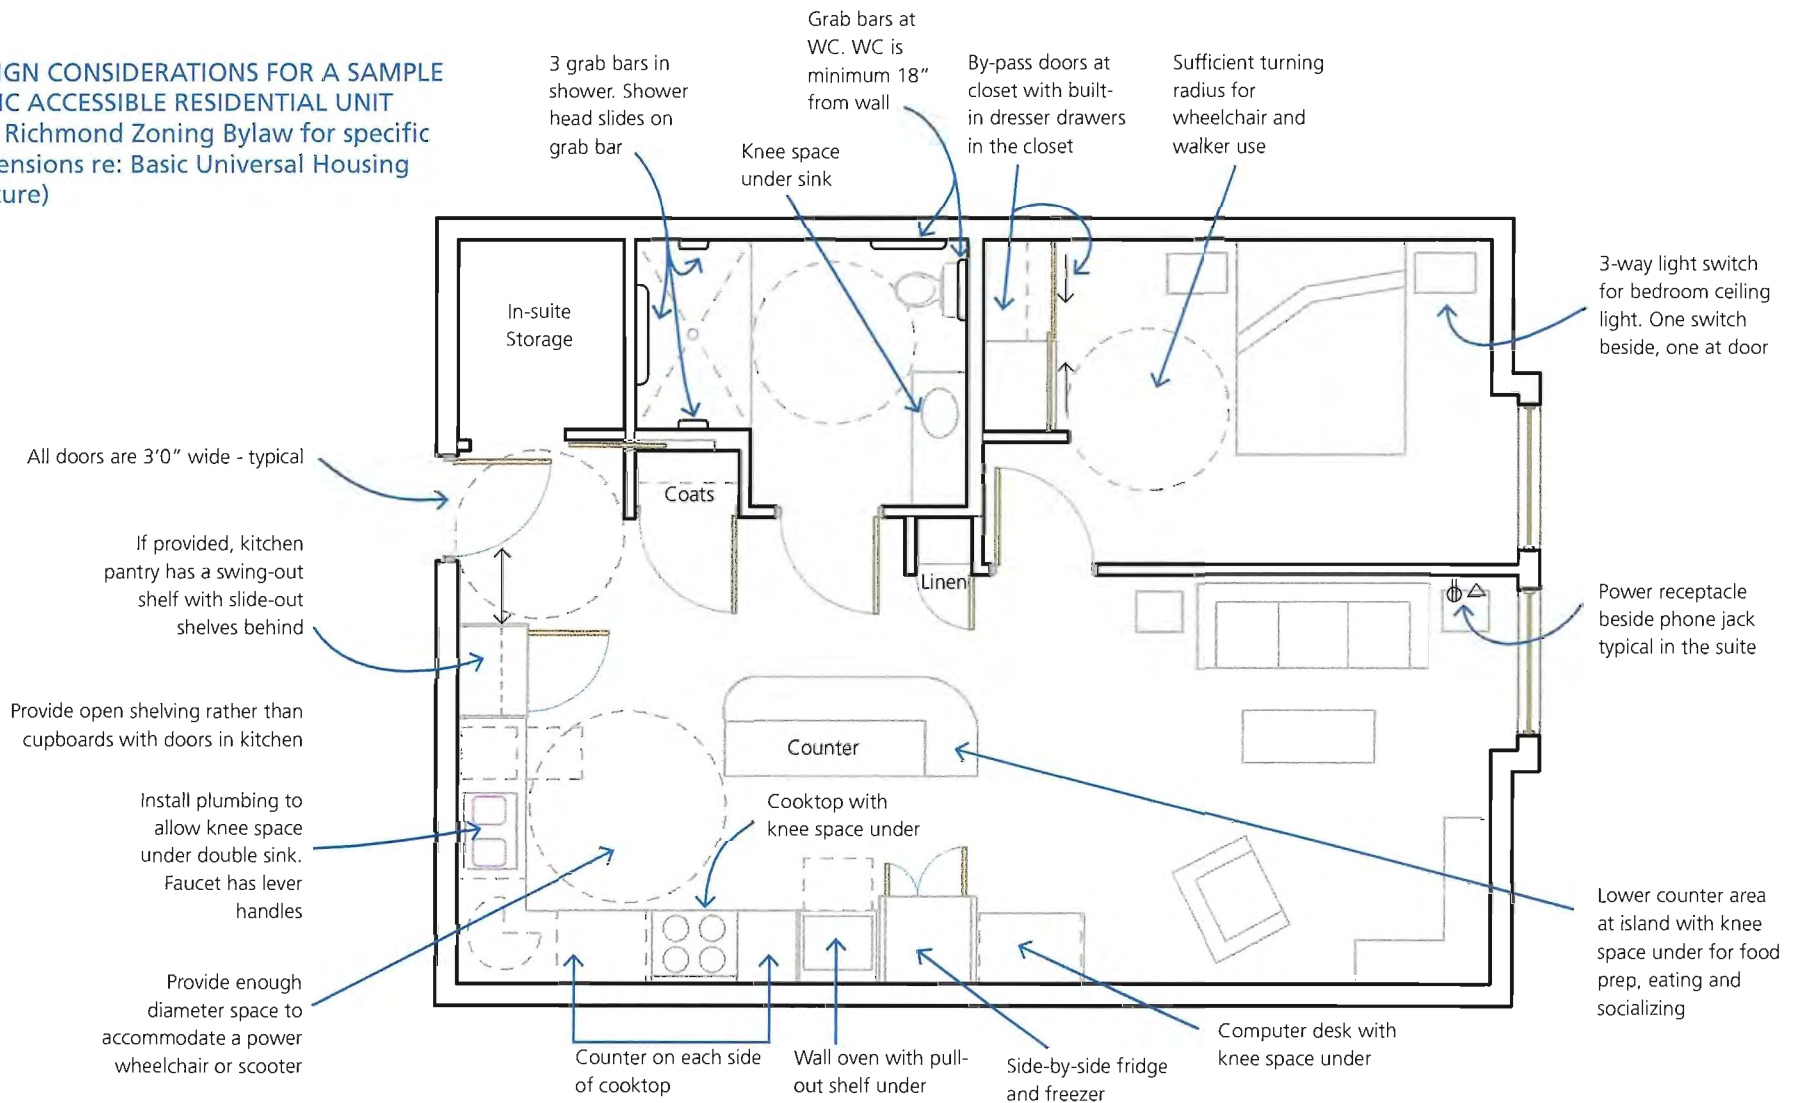 IGN CONSIDERATIONS FOR A SAMPLE
IC ACCESSIBLE RESIDENTIAL UNIT
Richmond Zoning Bylaw for specific
ensions re: Basic Universal Housing
ture)
3 grab bars in
shower. Shower
head slides on
grab bar
Grab bars at
WC. WC is
minimum 18”
from wall
Knee space
under sink
By-pass doors at
closet with built-
in dresser drawers
in the closet
Sufficient turning
radius for
wheelchair and
walker use
3-way light switch
for bedroom ceiling
light. One switch
beside, one at door
In-suite
Storage
All doors are 3’0” wide - typical
Coats
If provided, kitchen
pantry has a swing-out
shelf with slide-out
shelves behind
Linen
Power receptacle
beside phone jack
typical in the suite
Provide open shelving rather than
cupboards with doors in kitchen
Counter
Install plumbing to
allow knee space
under double sink.
Faucet has lever
handles
Cooktop with
knee space under
Lower counter area
at island with knee
space under for food
prep, eating and
socializing
Provide enough
diameter space to
accommodate a power
wheelchair or scooter
Counter on each side
of cooktop
Wall oven with pull-
out shelf under
Side-by-side fridge
and freezer
Computer desk with
knee space under